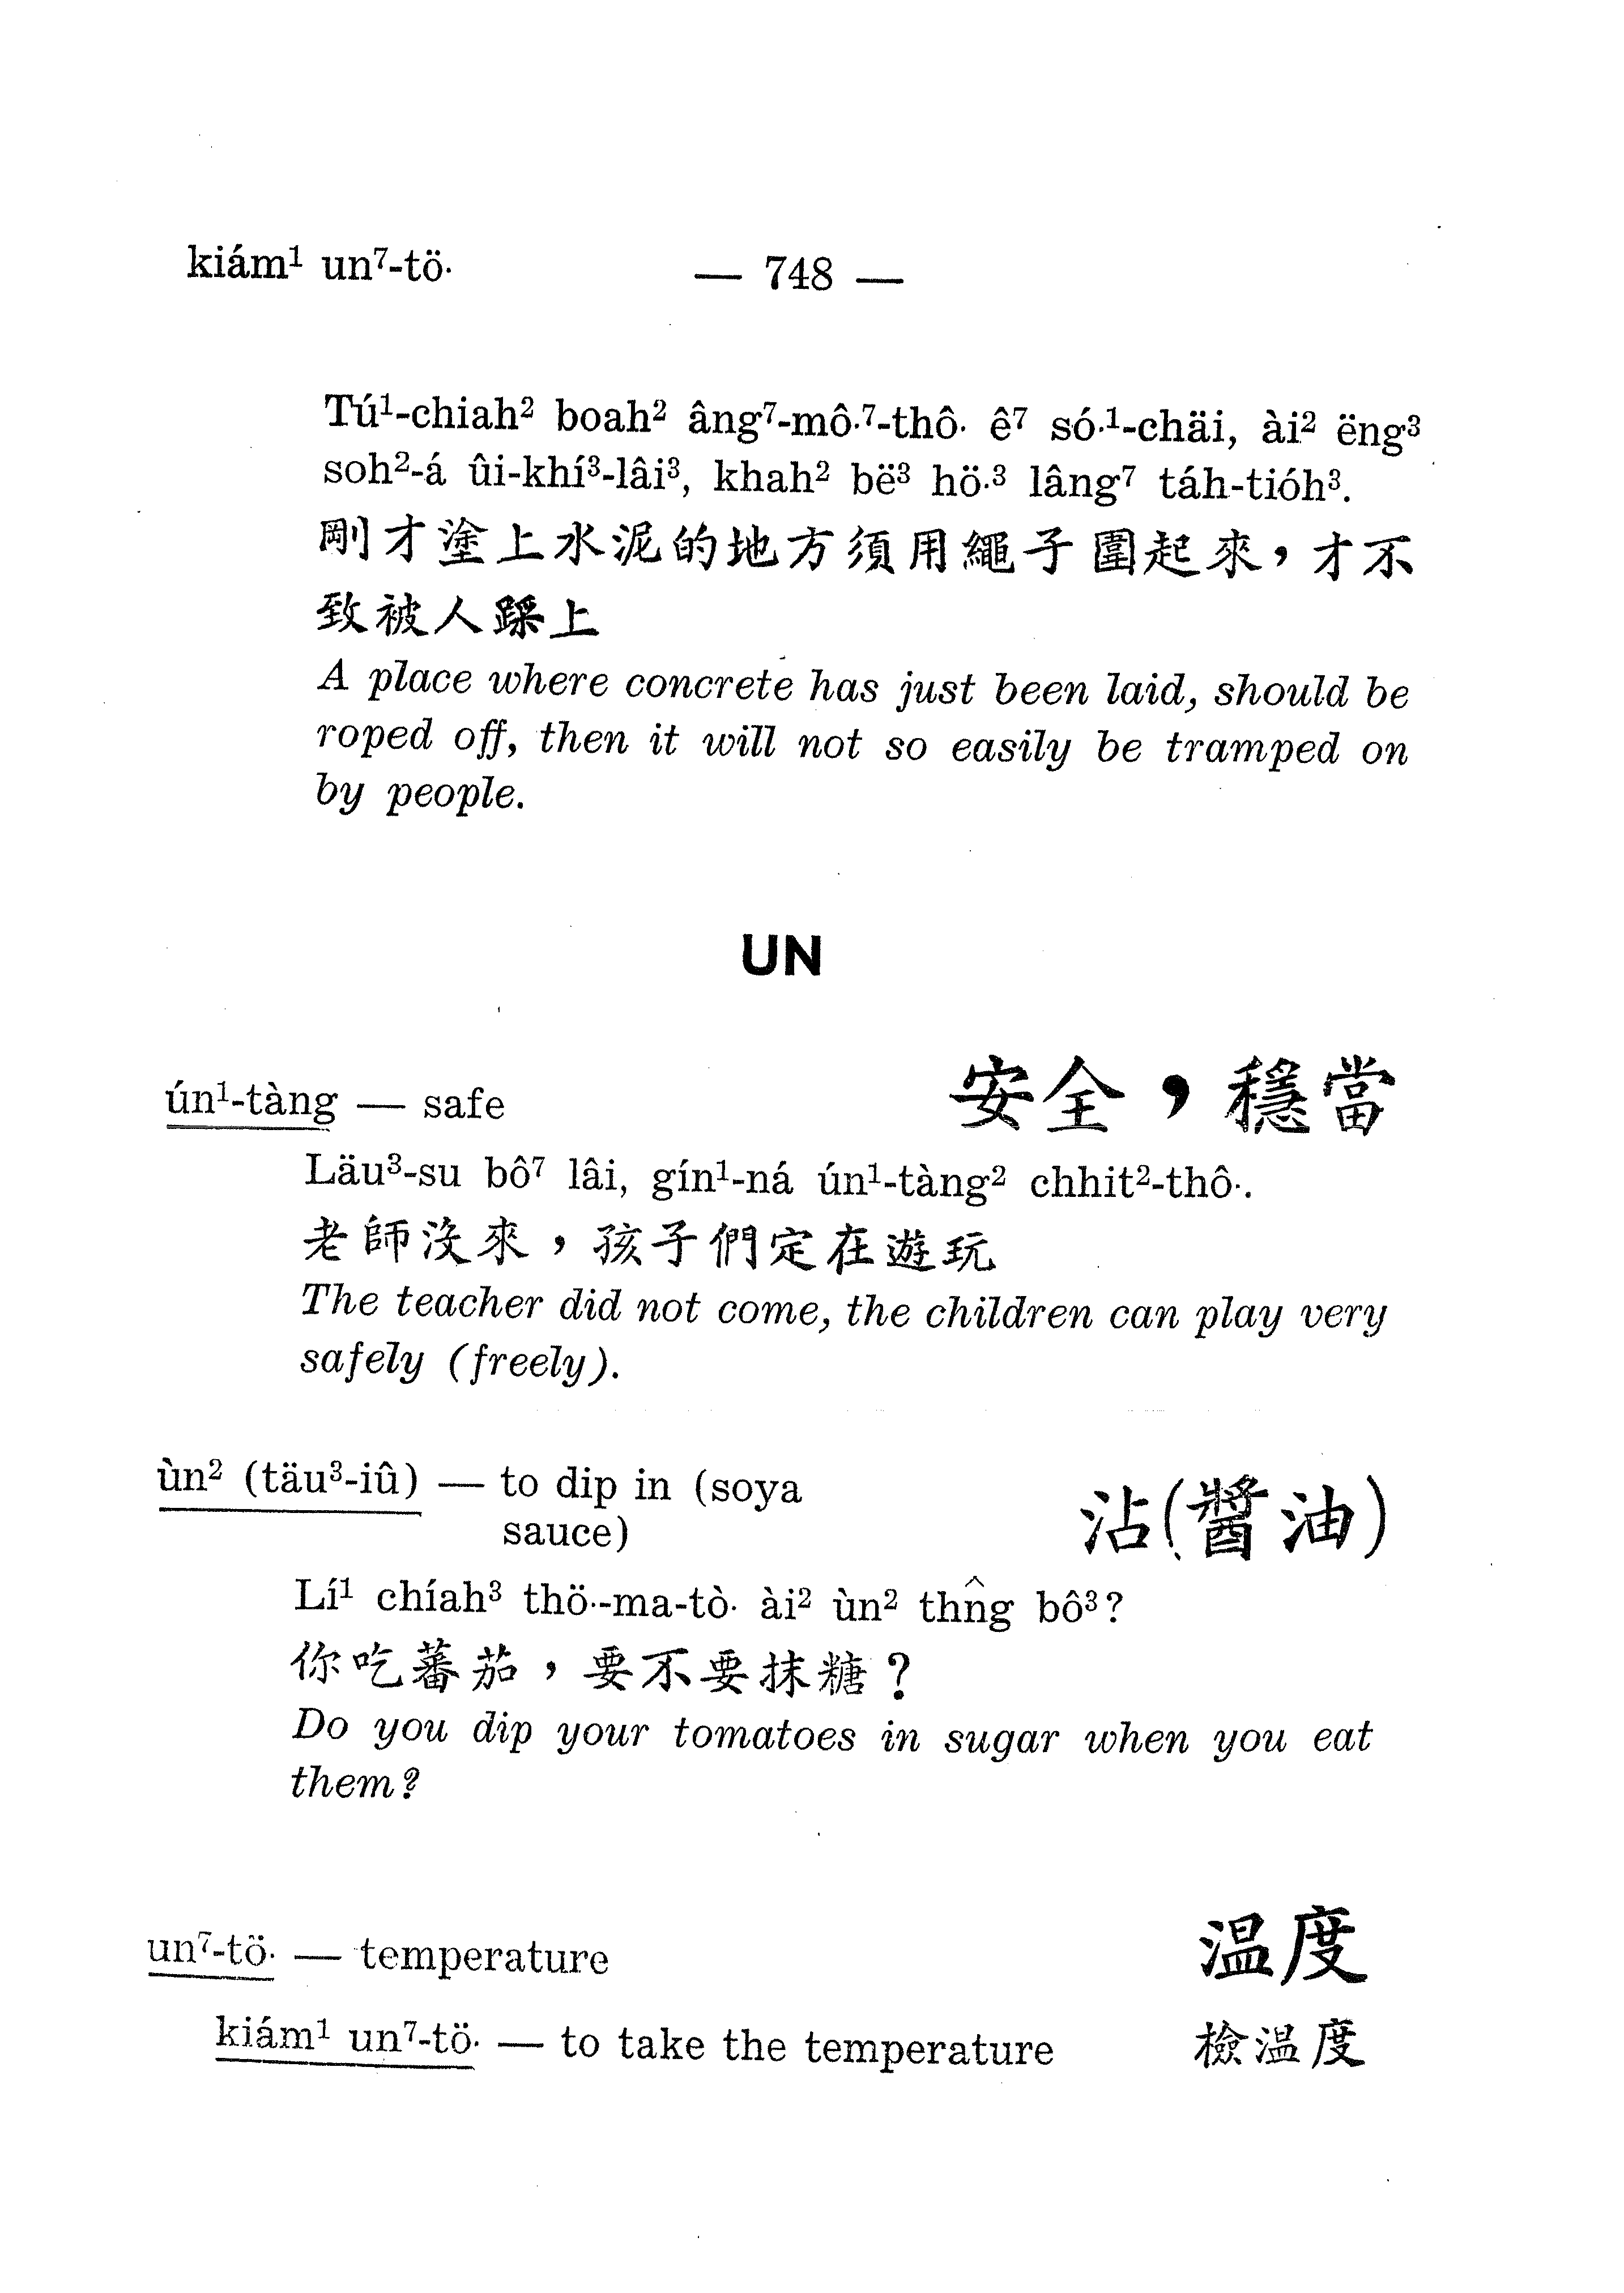 kiám¹ un⁷-tö·
— 748 —
Tú¹-chiah² boah² âng⁷-mô·⁷-thô· ê⁷ só·¹-chäi, ài² ëng³
soh²-á ûi-khí³-lâi³, khah² bë³ hö·³ lâng⁷ táh-tióh³.
剛才塗上水泥的地方須用繩子圍起來，才不
致被人踩上
A place where concrete has just been laid, should be
roped off, then it will not so easily be tramped on
by people.
UN
ún¹-tàng — safe 安全，穩當
Läu³-su bô⁷ lâi, gín¹-ná ún¹-tàng² chhit²-thô·.
老師沒來，孩子們定在遊玩
The teacher did not come, the children can play very
safely (freely).
ùn² (täu³-iû) — to dip in (soya
sauce) 沾(醬油)
Lí¹ chíah³ thö·-ma-tò· ài² ùn² thn̂g bô³?
你吃蕃茄，要不要抹糖？
Do you dip your tomatoes in sugar when you eat
them?
un⁷-tö· — temperature 温度
kiám¹ un⁷-tö· — to take the temperature 檢温度